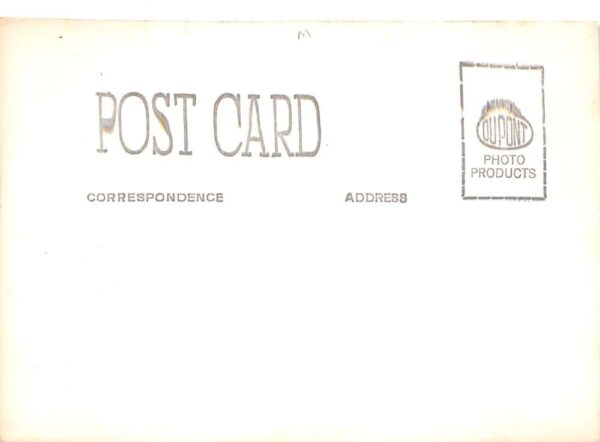 M
POST CARD
CORRESPONDENCE
ADDRESS
DUPONT
PHOTO
PRODUCTS